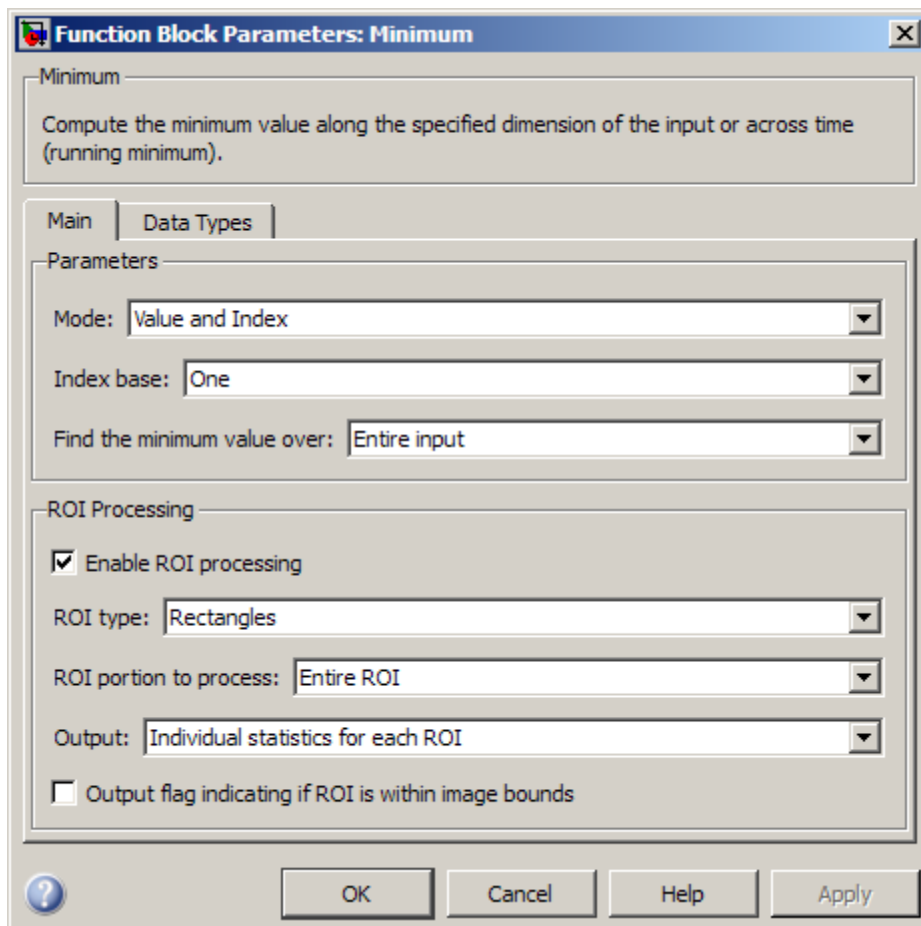 Function Block Parameters: Minimum
Minimum
Compute the minimum value along the specified dimension of the input or across time
(running minimum).
Main Data Types
Parameters
Mode: Value and Index
Index base: One
Find the minimum value over: Entire input
ROI Processing
Enable ROI processing
ROI type: Rectangles
ROI portion to process: Entire ROI
Output: Individual statistics for each ROI
Output flag indicating if ROI is within image bounds
? OK Cancel Help Apply